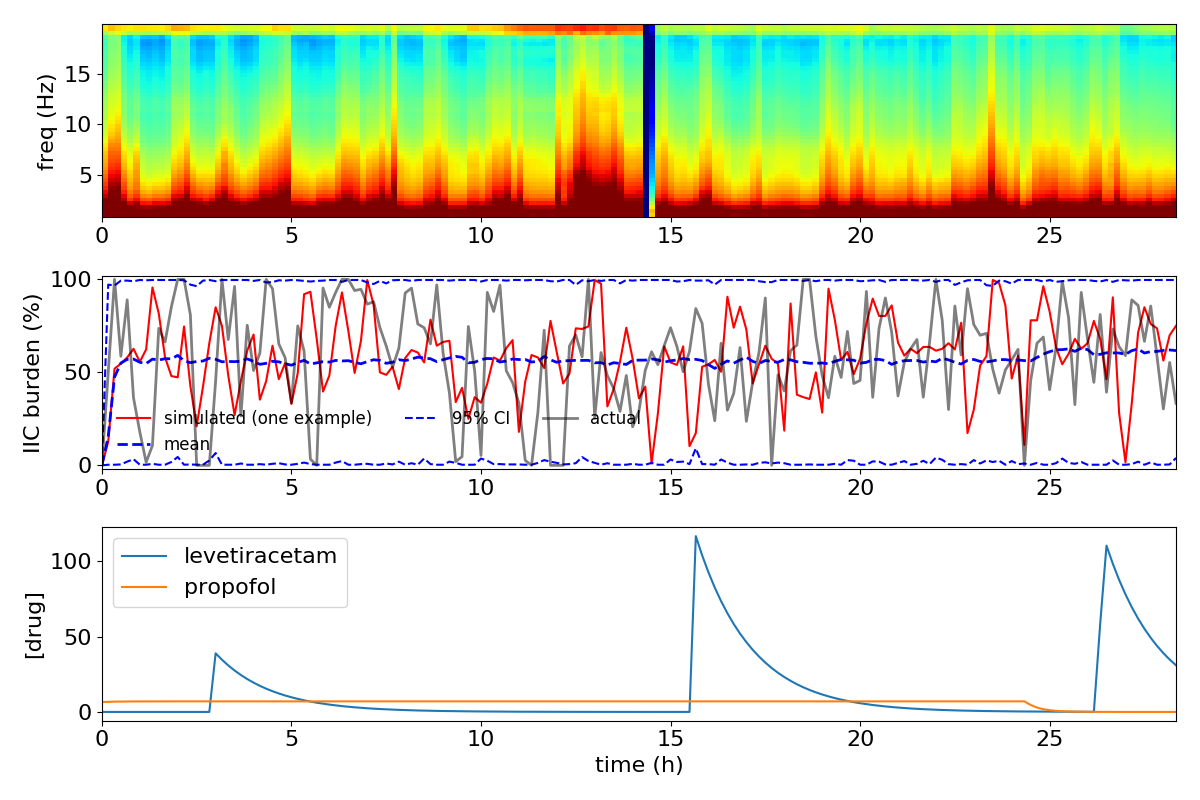 freq (Hz)
15
10
5
0 5 10 15 20 25
IIC burden (%)
100
50
0
simulated (one example) 95% CI actual
mean
0 5 10 15 20 25
[drug]
100
50
0
levetiracetam
propofol
0 5 10 15 20 25
time (h)